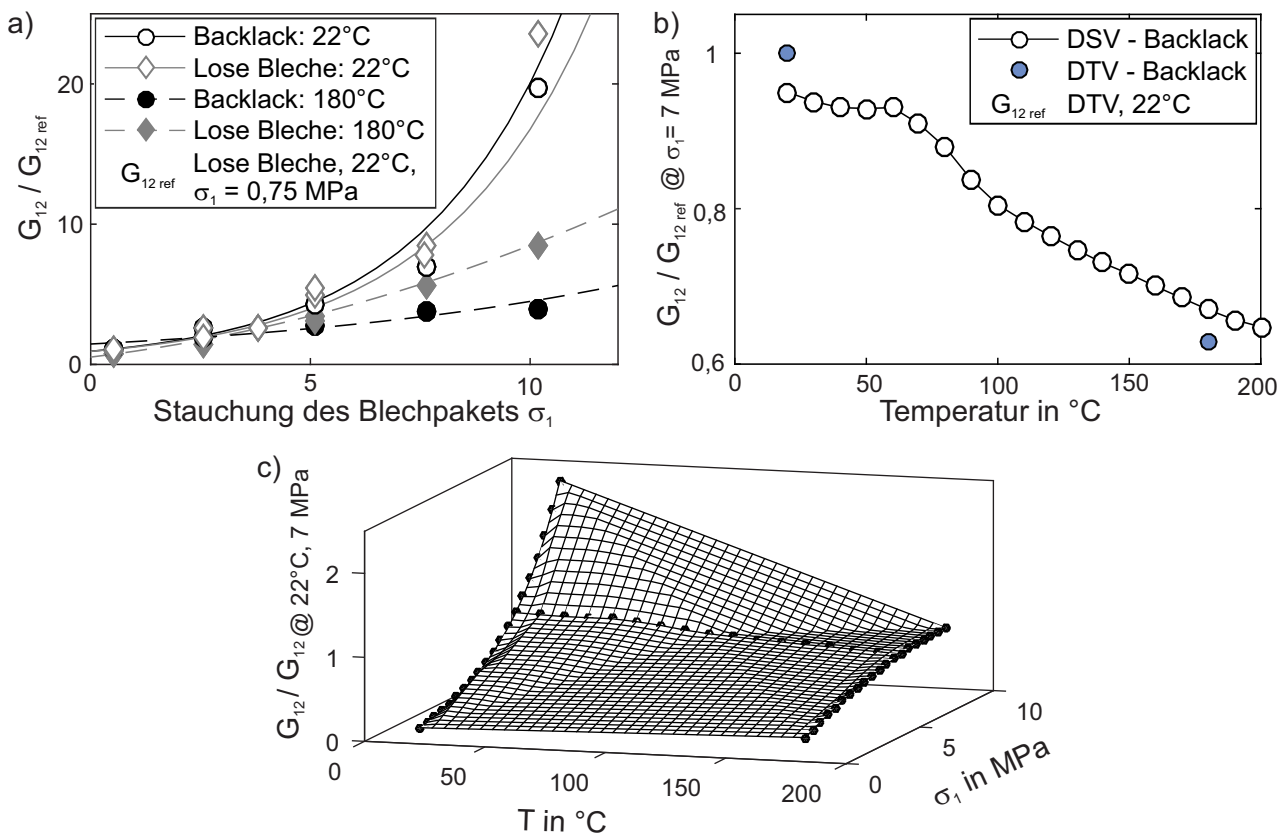 a)
G12 / G12 ref
20
10
0
Backlack: 22°C
Lose Bleche: 22°C
Backlack: 180°C
Lose Bleche: 180°C
G12 ref Lose Bleche, 22°C,
σ1 = 0,75 MPa
0 5 10
Stauchung des Blechpakets σ1
b)
G12 / G12 ref @ σ1= 7 MPa
1
0,8
0,6
DSV - Backlack
DTV - Backlack
G12 ref DTV, 22°C
0 50 100 150 200
Temperatur in °C
c)
G12 / G12 @ 22°C, 7 MPa
2
1
0
0 50 100 150 200
T in °C
0 5 10
σ1 in MPa